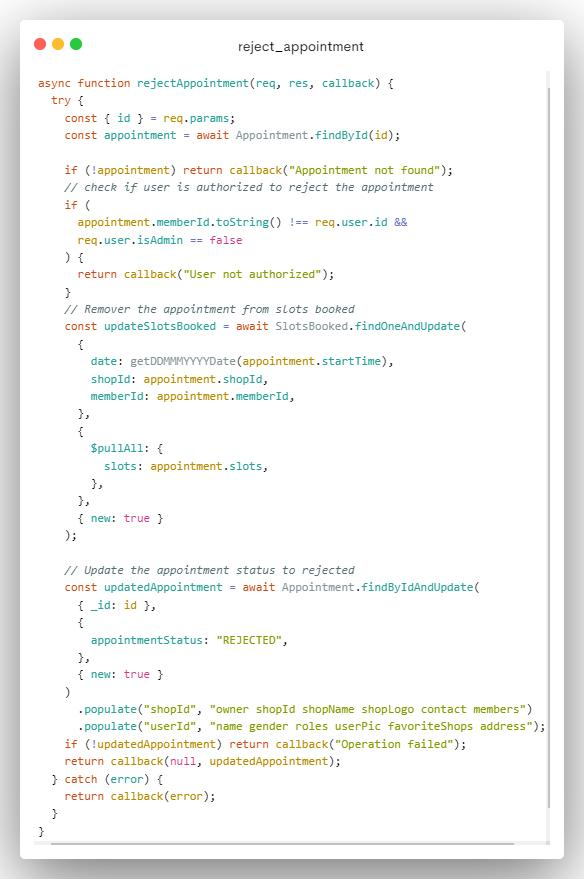 reject_appointment
async function rejectAppointment(req, res, callback) {
  try {
    const { id } = req.params;
    const appointment = await Appointment.findById(id);

    if (!appointment) return callback("Appointment not found");
    // check if user is authorized to reject the appointment
    if (
      appointment.memberId.toString() !== req.user.id &&
      req.user.isAdmin == false
    ) {
      return callback("User not authorized");
    }
    // Remover the appointment from slots booked
    const updateSlotsBooked = await SlotsBooked.findOneAndUpdate(
      {
        date: getDDMMMYYYYDate(appointment.startTime),
        shopId: appointment.shopId,
        memberId: appointment.memberId,
      },
      {
        $pullAll: {
          slots: appointment.slots,
        },
      },
      { new: true }
    );

    // Update the appointment status to rejected
    const updatedAppointment = await Appointment.findByIdAndUpdate(
      { _id: id },
      {
        appointmentStatus: "REJECTED",
      },
      { new: true }
    )
      .populate("shopId", "owner shopId shopName shopLogo contact members")
      .populate("userId", "name gender roles userPic favoriteShops address");
    if (!updatedAppointment) return callback("Operation failed");
    return callback(null, updatedAppointment);
  } catch (error) {
    return callback(error);
  }
}